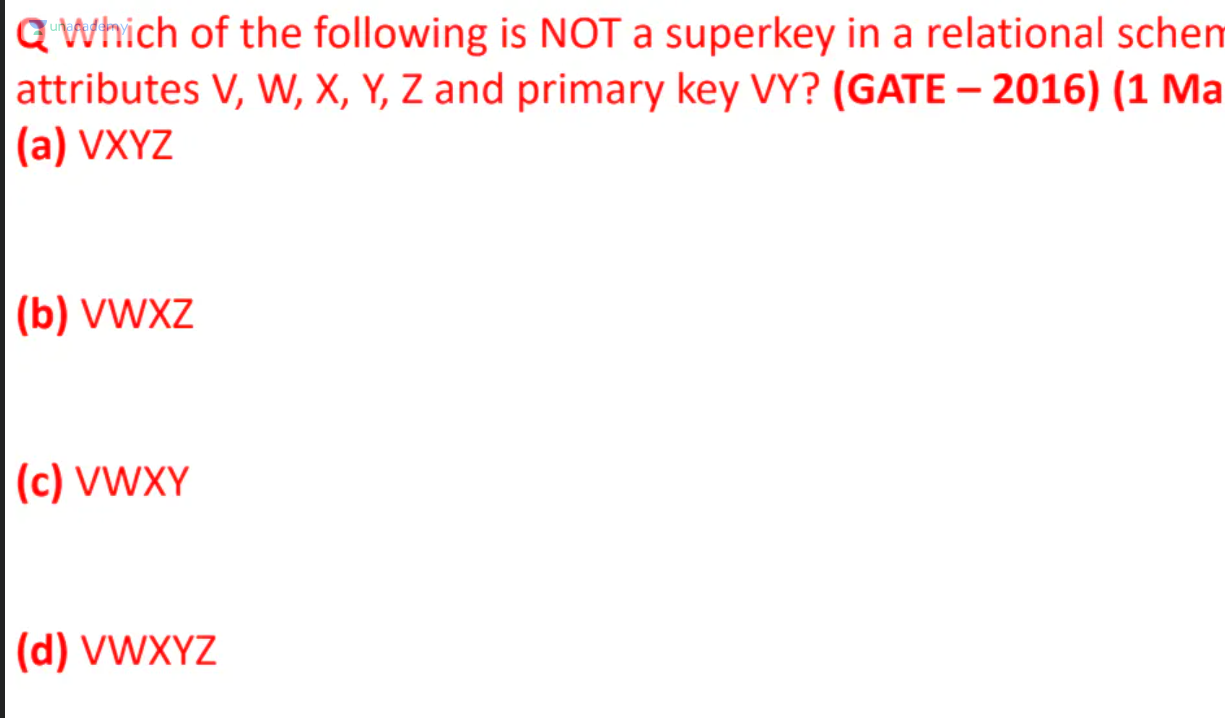 Q Which of the following is NOT a superkey in a relational schem
attributes V, W, X, Y, Z and primary key VY? (GATE – 2016) (1 Ma
(a) VXYZ
(b) VWXZ
(c) VWXY
(d) VWXYZ
unacademy